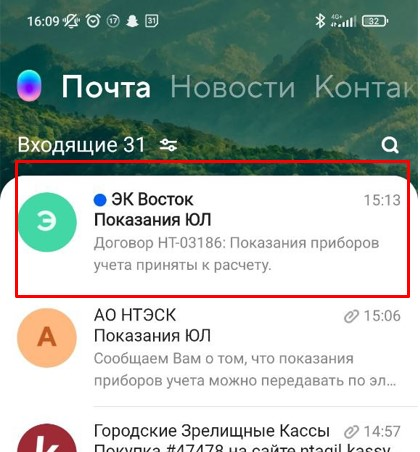 16:09 17 31 4G+ 32
Почта Новости Контак
Входящие 31
Э ЭК Восток 15:13
Показания ЮЛ
Договор НТ-03186: Показания приборов
учета приняты к расчету.
А АО НТЭСК 15:06
Показания ЮЛ
Сообщаем Вам о том, что показания
приборов учета можно передавать по эл...
k Городские Зрелищные Кассы 14:57
Покупка #47478 на сайте ntagil.kassy